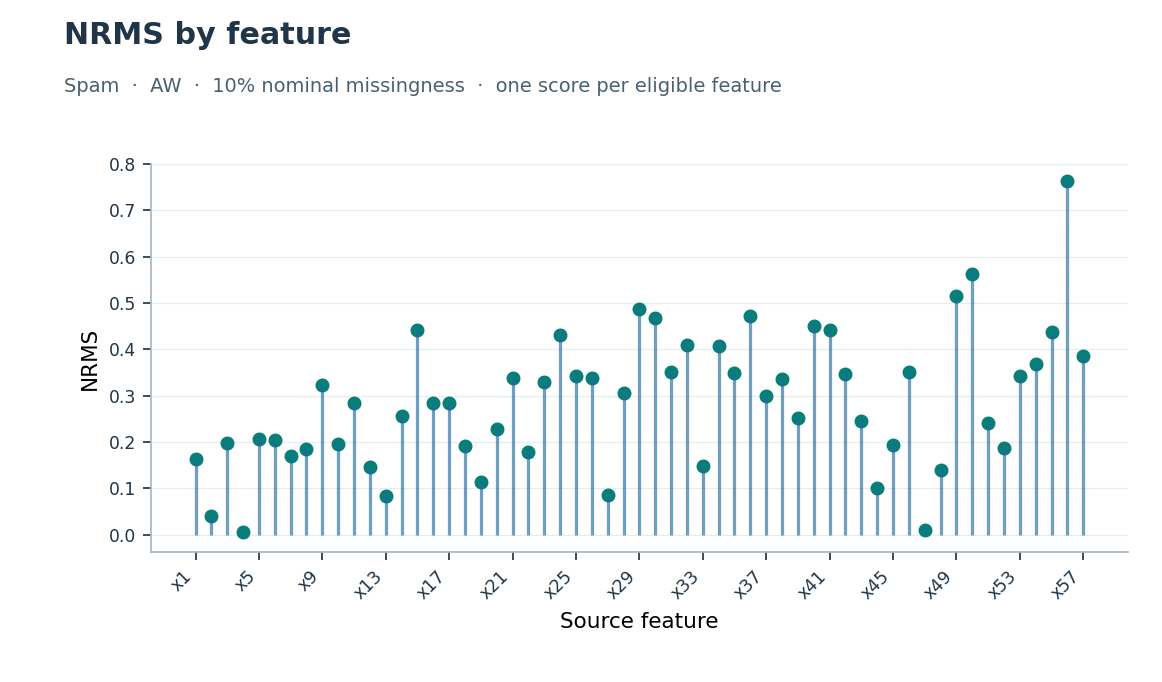 NRMS by feature
Spam · AW · 10% nominal missingness · one score per eligible feature
0.8
0.7
0.6
0.5
0.4
0.3
0.2
0.1
0.0
NRMS
x1 x5 x9 x13 x17 x21 x25 x29 x33 x37 x41 x45 x49 x53 x57
Source feature